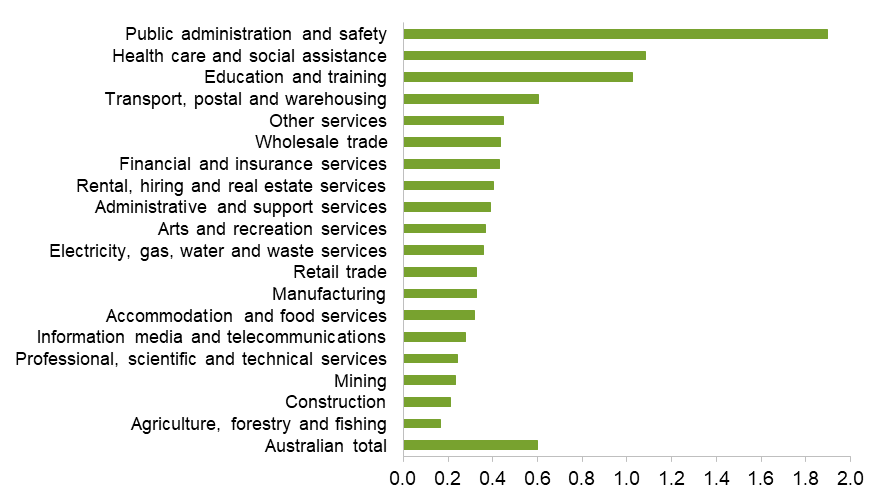 Public administration and safety
Health care and social assistance
Education and training
Transport, postal and warehousing
Other services
Wholesale trade
Financial and insurance services
Rental, hiring and real estate services
Administrative and support services
Arts and recreation services
Electricity, gas, water and waste services
Retail trade
Manufacturing
Accommodation and food services
Information media and telecommunications
Professional, scientific and technical services
Mining
Construction
Agriculture, forestry and fishing
Australian total
0.0 0.2 0.4 0.6 0.8 1.0 1.2 1.4 1.6 1.8 2.0